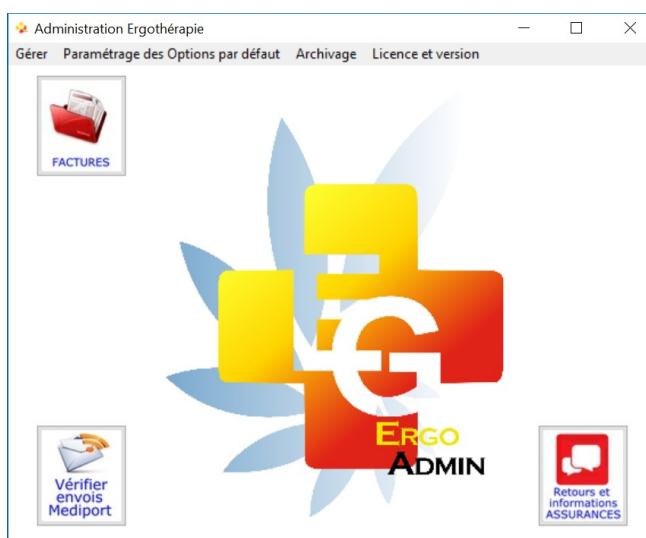 Administration Ergothérapie
Gérer Paramétrage des Options par défaut Archivage Licence et version
FACTURES
EG
ERGO
ADMIN
Vérifier
envois
Mediport
Retours et
informations
ASSURANCES